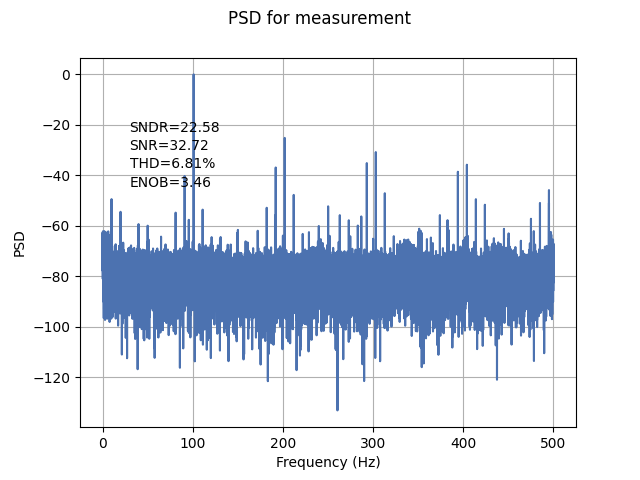 PSD for measurement
0
−20
−40
−60
−80
−100
−120
PSD
SNDR=22.58
SNR=32.72
THD=6.81%
ENOB=3.46
0
100
200
300
400
500
Frequency (Hz)